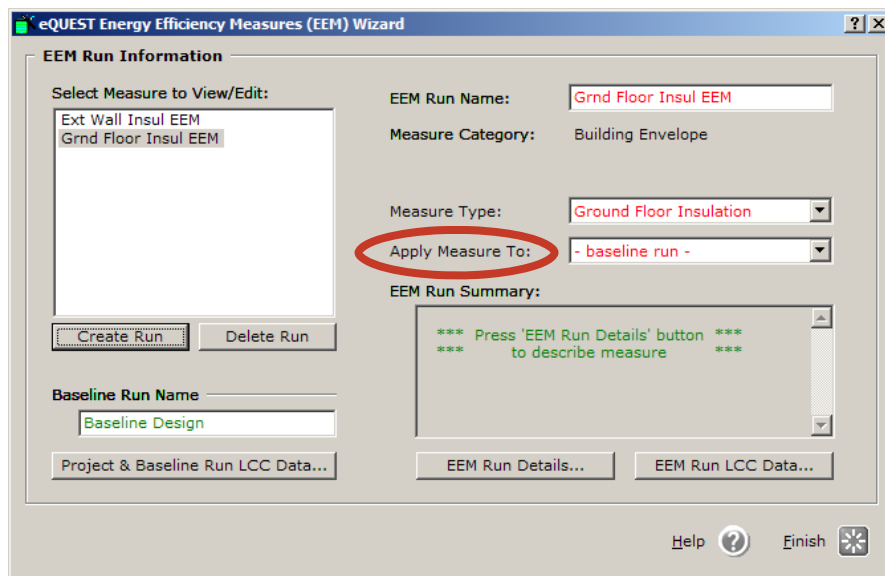 eQUEST Energy Efficiency Measures (EEM) Wizard
EEM Run Information
Select Measure to View/Edit:
Ext Wall Insul EEM
Grnd Floor Insul EEM
Create Run
Delete Run
Baseline Run Name
Baseline Design
Project & Baseline Run LCC Data...
EEM Run Name:
Grnd Floor Insul EEM
Measure Category:
Building Envelope
Measure Type:
Ground Floor Insulation
Apply Measure To:
- baseline run -
EEM Run Summary:
*** Press 'EEM Run Details' button ***
*** to describe measure ***
EEM Run Details...
EEM Run LCC Data...
Help
Finish